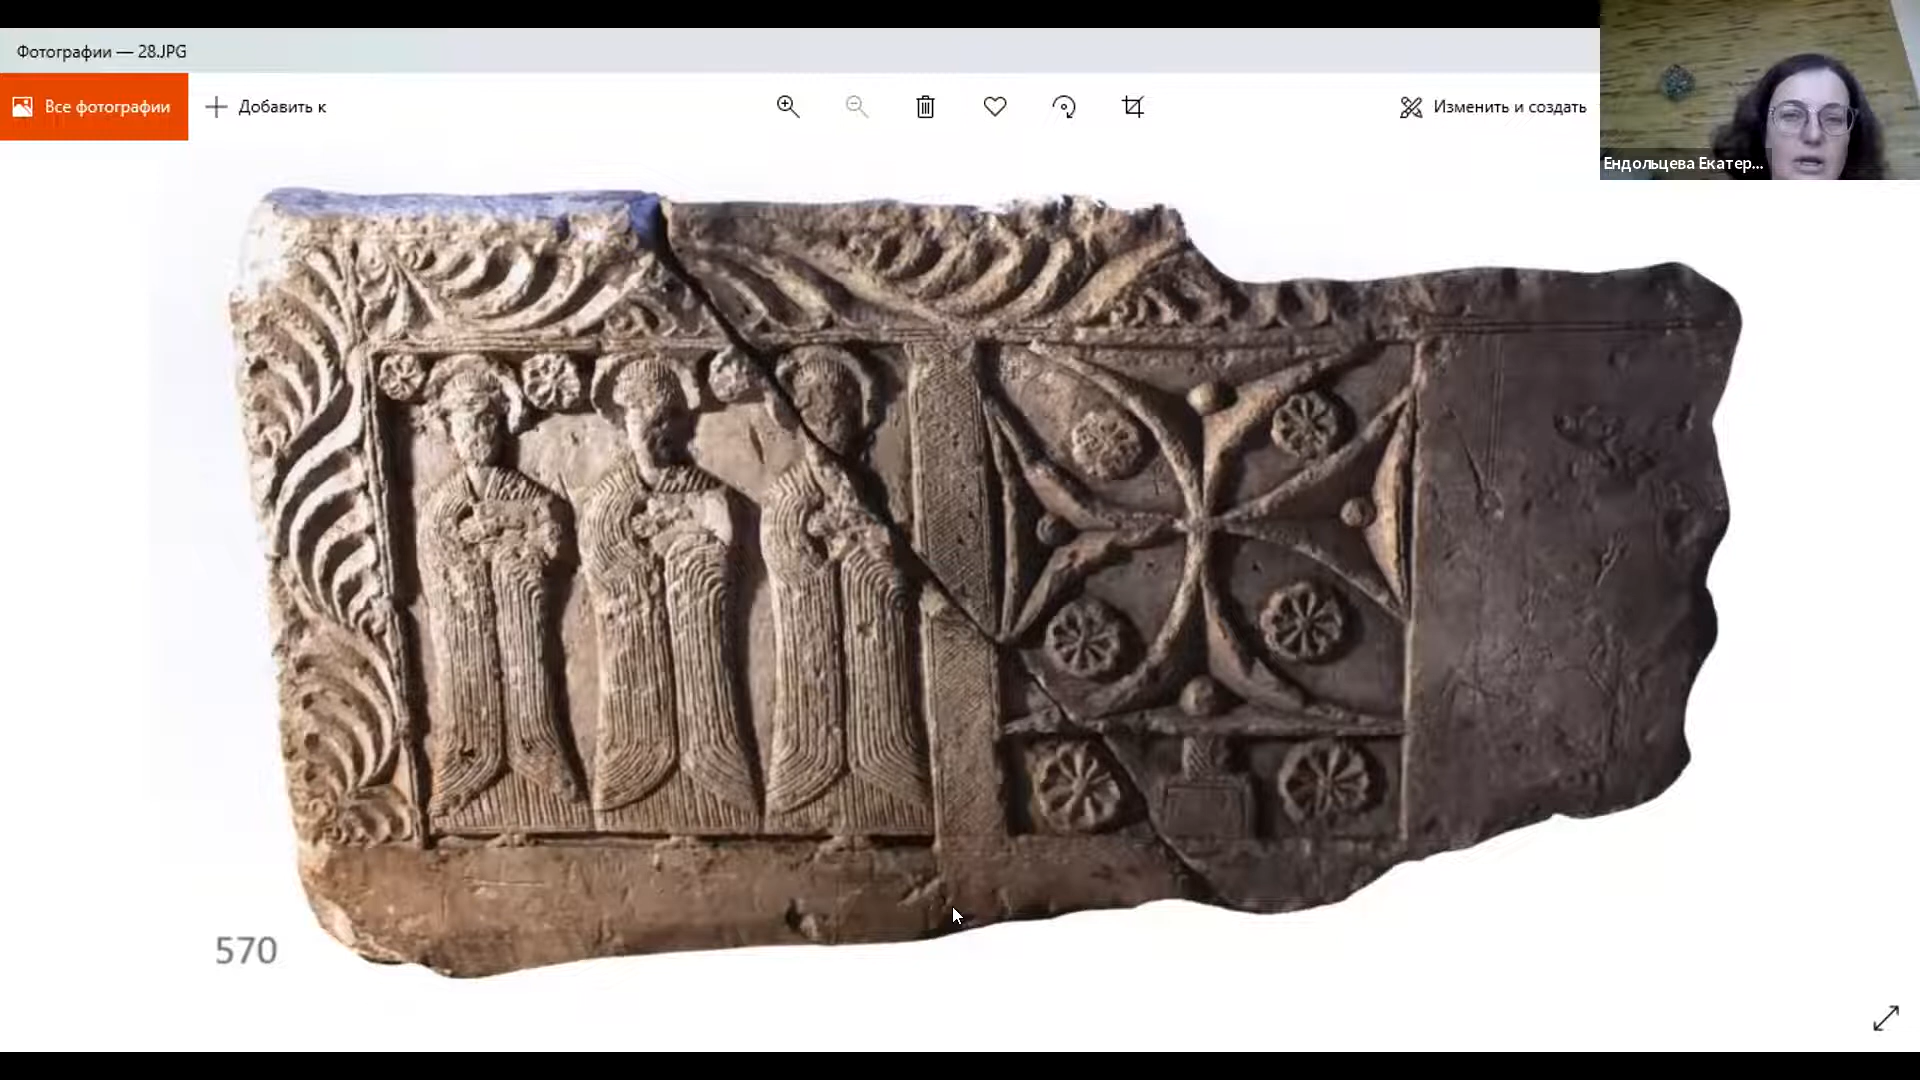 Фотографии — 28.JPG
Все фотографии
Добавить к
Изменить и создать
Ендольцева Екатер...
570